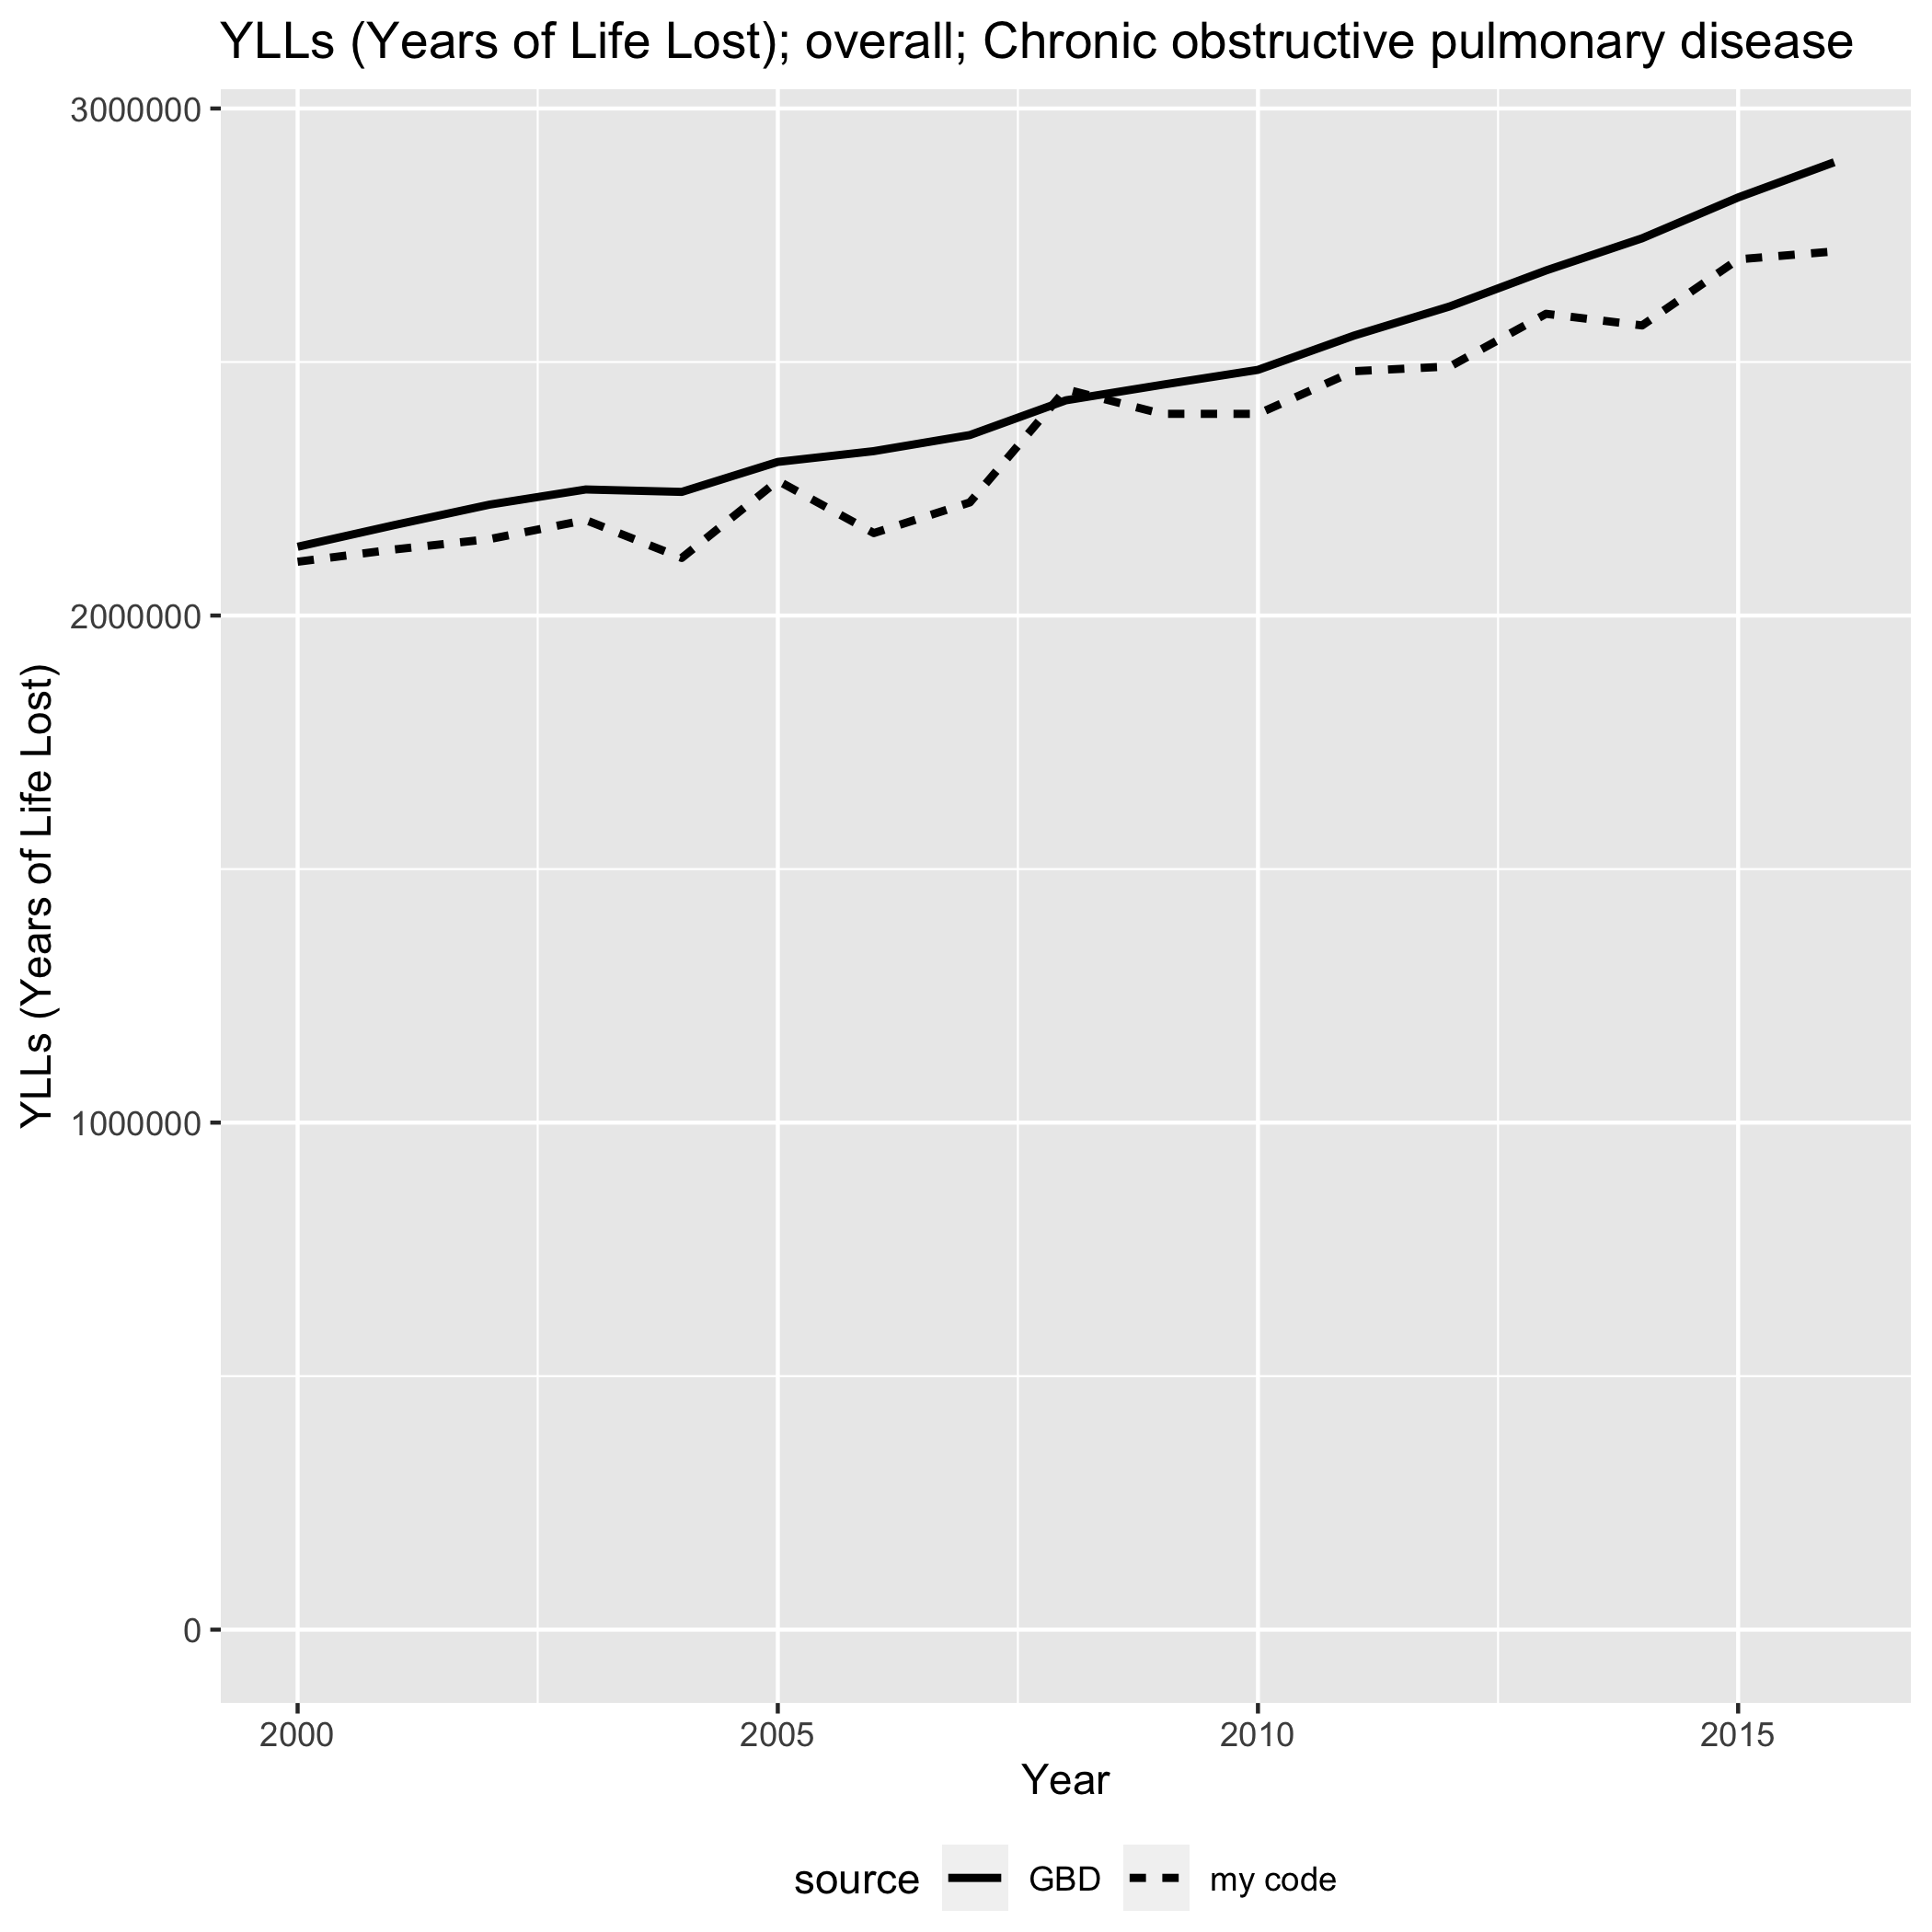 YLLs (Years of Life Lost); overall; Chronic obstructive pulmonary disease
3000000
2000000
1000000
0
YLLs (Years of Life Lost)
2000 2005 2010 2015
Year
source GBD my code